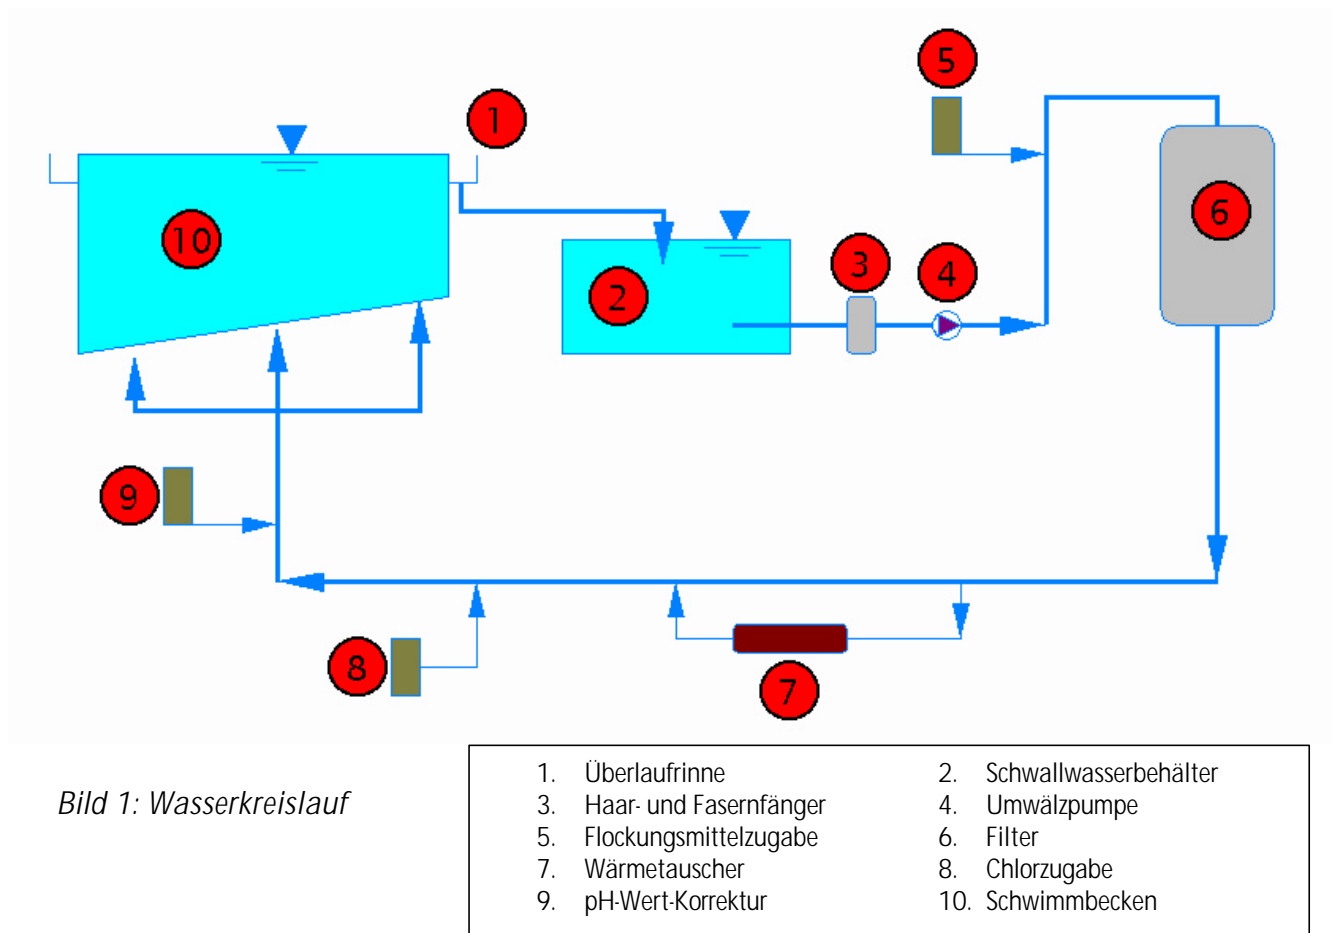 5
1
6
10
3
4
2
9
8
7
Bild 1: Wasserkreislauf
1. Überlaufrinne 2. Schwallwasserbehälter
3. Haar- und Fasernfänger 4. Umwälzpumpe
5. Flockungsmittelzugabe 6. Filter
7. Wärmetauscher 8. Chlorzugabe
9. pH-Wert-Korrektur 10. Schwimmbecken